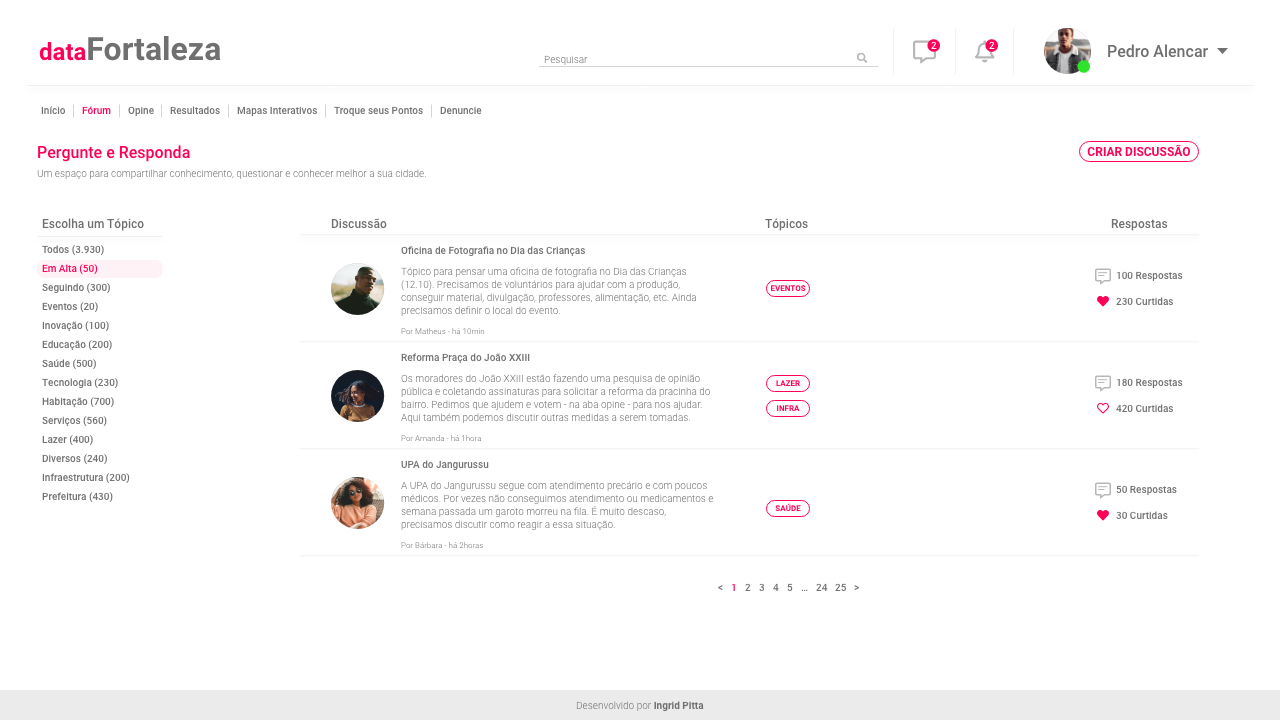 dataFortaleza
Pesquisar
2
2
Pedro Alencar
Início
Fórum
Opine
Resultados
Mapas Interativos
Troque seus Pontos
Denuncie
Pergunte e Responda
CRIAR DISCUSSÃO
Um espaço para compartilhar conhecimento, questionar e conhecer melhor a sua cidade.
Escolha um Tópico
Todos (3.930)
Em Alta (50)
Seguindo (300)
Eventos (20)
Inovação (100)
Educação (200)
Saúde (500)
Tecnologia (230)
Habitação (700)
Serviços (560)
Lazer (400)
Diversos (240)
Infraestrutura (200)
Prefeitura (430)
Discussão
Tópicos
Respostas
Oficina de Fotografia no Dia das Crianças
Tópico para pensar uma oficina de fotografia no Dia das Crianças
(12.10). Precisamos de voluntários para ajudar com a produção,
conseguir material, divulgação, professores, alimentação, etc. Ainda
precisamos definir o local do evento.
Por Matheus - há 10min
EVENTOS
100 Respostas
230 Curtidas
Reforma Praça do João XXIII
Os moradores do João XXIII estão fazendo uma pesquisa de opinião
pública e coletando assinaturas para solicitar a reforma da pracinha do
bairro. Pedimos que ajudem e votem - na aba opine - para nos ajudar.
Aqui também podemos discutir outras medidas a serem tomadas.
Por Amanda - há 1hora
LAZER
INFRA
180 Respostas
420 Curtidas
UPA do Jangurussu
A UPA do Jangurussu segue com atendimento precário e com poucos
médicos. Por vezes não conseguimos atendimento ou medicamentos e
semana passada um garoto morreu na fila. É muito descaso,
precisamos discutir como reagir a essa situação.
Por Bárbara - há 2horas
SAÚDE
50 Respostas
30 Curtidas
< 1 2 3 4 5 ... 24 25 >
Desenvolvido por Ingrid Pitta